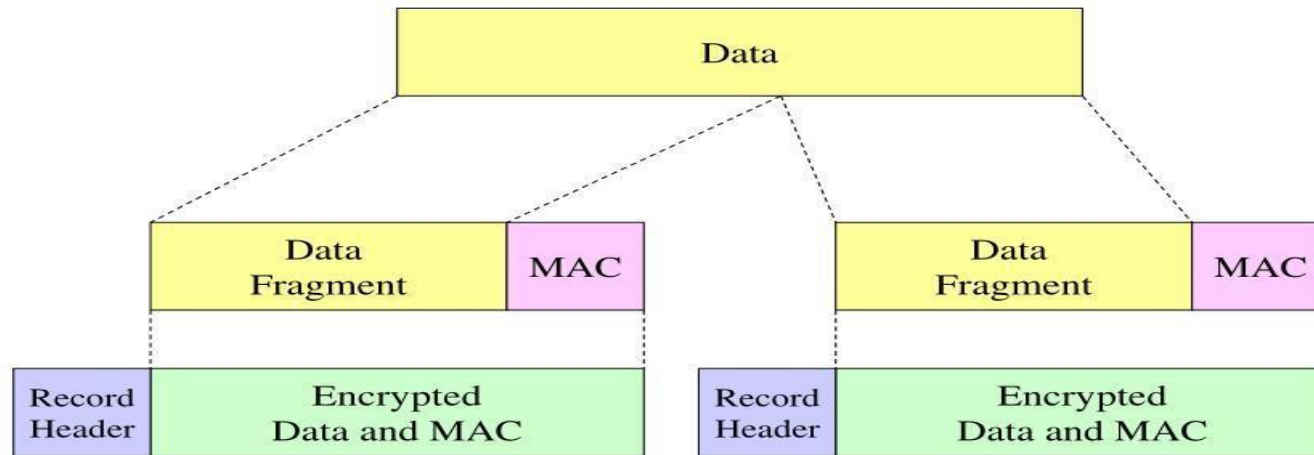 Data
Data
Fragment
MAC
Data
Fragment
MAC
Record
Header
Encrypted
Data and MAC
Record
Header
Encrypted
Data and MAC